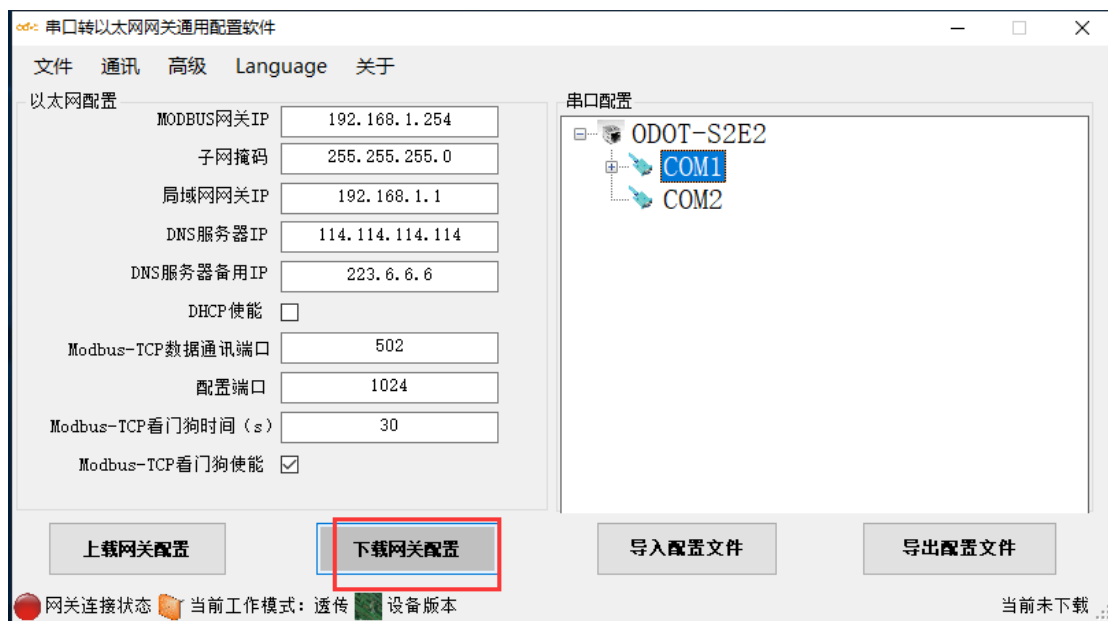 odot 串口转以太网网关通用配置软件
文件 通讯 高级 Language 关于
以太网配置
MODBUS网关IP 192.168.1.254
子网掩码 255.255.255.0
局域网网关IP 192.168.1.1
DNS服务器IP 114.114.114.114
DNS服务器备用IP 223.6.6.6
DHCP使能
Modbus-TCP数据通讯端口 502
配置端口 1024
Modbus-TCP看门狗时间（s） 30
Modbus-TCP看门狗使能
串口配置
ODOT-S2E2
COM1
COM2
上载网关配置 下载网关配置 导入配置文件 导出配置文件
网关连接状态 当前工作模式：透传 设备版本 当前未下载